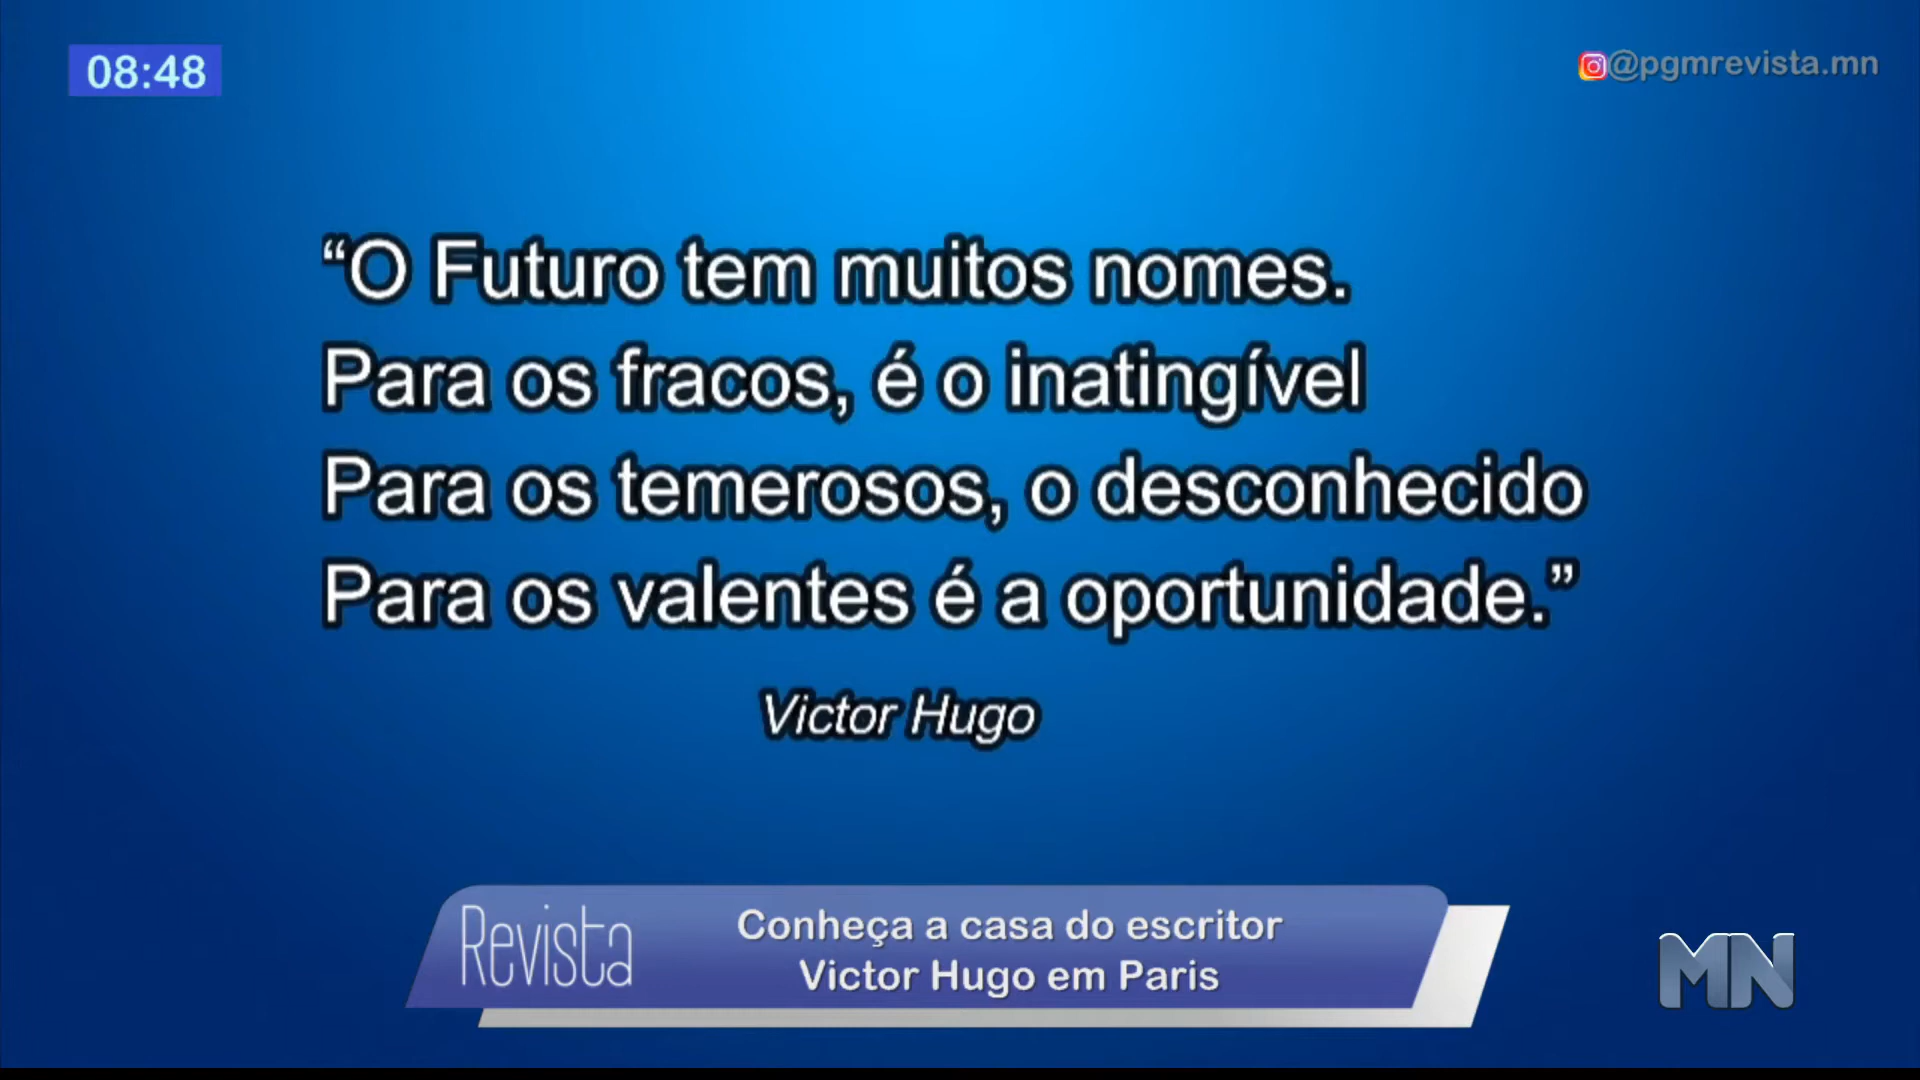 08:48
@pgmrevista.mn
“O Futuro tem muitos nomes.
Para os fracos, é o inatingível
Para os temerosos, o desconhecido
Para os valentes é a oportunidade.”
Victor Hugo
Revista
Conheça a casa do escritor
Victor Hugo em Paris
MN